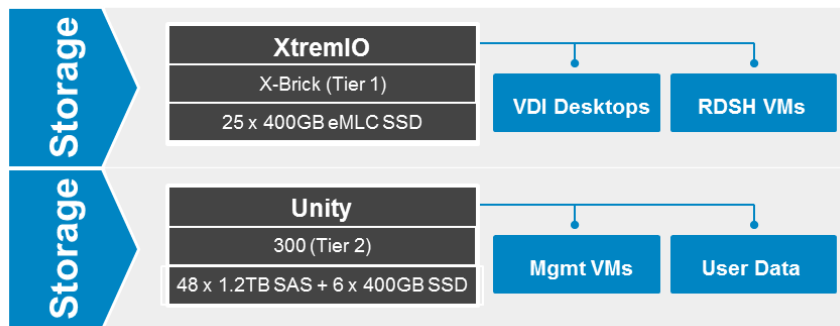 Storage
XtremIO
X-Brick (Tier 1)
25 x 400GB eMLC SSD
VDI Desktops
RDSH VMs
Storage
Unity
300 (Tier 2)
48 x 1.2TB SAS + 6 x 400GB SSD
Mgmt VMs
User Data